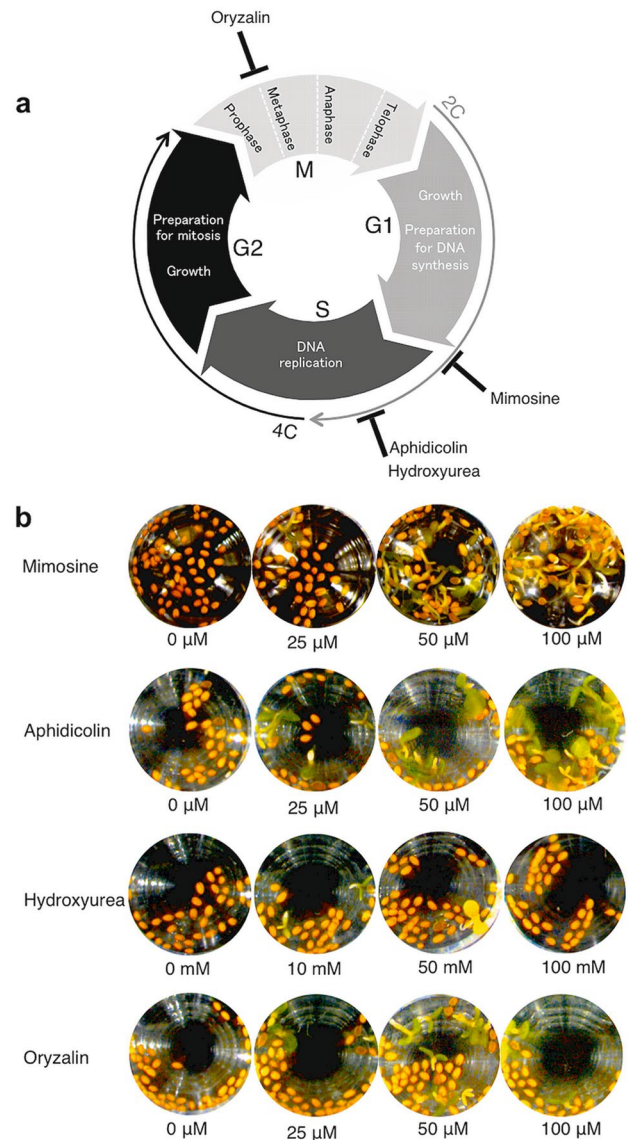 Oryzalin
a
Prophase
Metaphase
Anaphase
Telophase
2C
M
Growth
Preparation
for DNA
synthesis
G1
Preparation
for mitosis
Growth
G2
S
DNA
replication
4C
Mimosine
Aphidicolin
Hydroxyurea
b
Mimosine
0 µM
25 µM
50 µM
100 µM
Aphidicolin
0 µM
25 µM
50 µM
100 µM
Hydroxyurea
0 mM
10 mM
50 mM
100 mM
Oryzalin
0 µM
25 µM
50 µM
100 µM